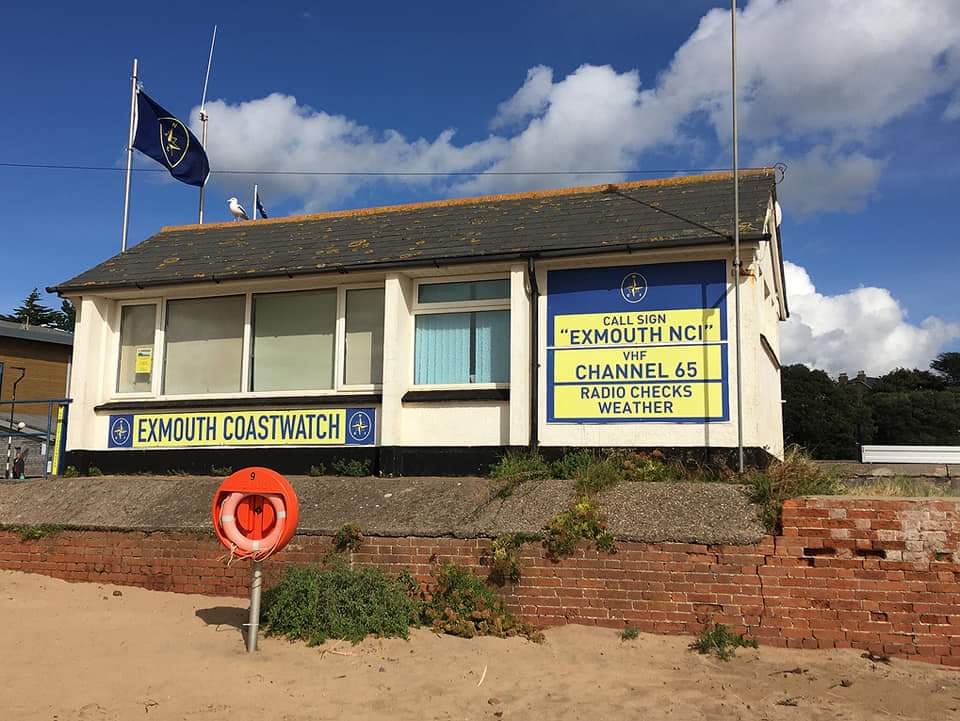 CALL SIGN
"EXMOUTH NCI"
VHF
CHANNEL 65
RADIO CHECKS
WEATHER
EXMOUTH COASTWATCH
9